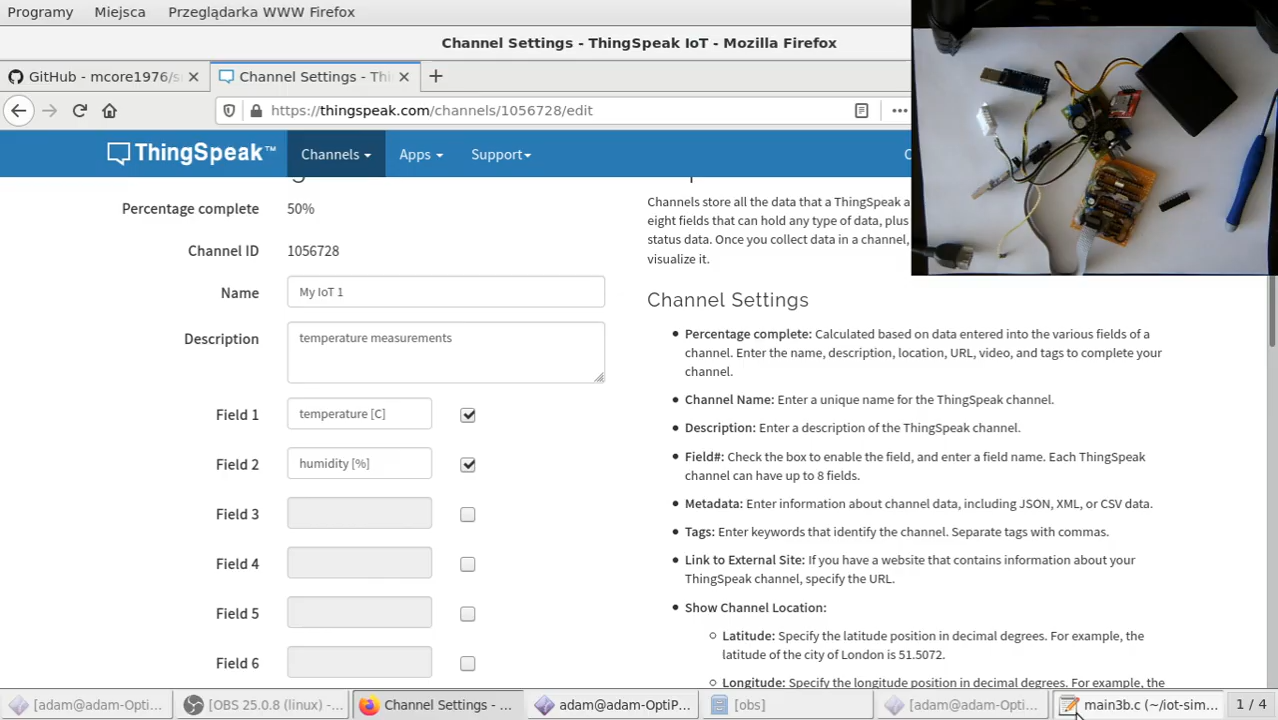 Programy Miejsca Przeglądarka WWW Firefox
Channel Settings - ThingSpeak IoT - Mozilla Firefox
GitHub - mcore1976/s
Channel Settings - Thi
https://thingspeak.com/channels/1056728/edit
ThingSpeak™ Channels Apps Support
Percentage complete 50%
Channel ID 1056728
Name My IoT 1
Description temperature measurements
Field 1 temperature [C]
Field 2 humidity [%]
Field 3
Field 4
Field 5
Field 6
Channels store all the data that a ThingSpeak a
eight fields that can hold any type of data, plus
status data. Once you collect data in a channel,
visualize it.
Channel Settings
Percentage complete: Calculated based on data entered into the various fields of a
channel. Enter the name, description, location, URL, video, and tags to complete your
channel.
Channel Name: Enter a unique name for the ThingSpeak channel.
Description: Enter a description of the ThingSpeak channel.
Field#: Check the box to enable the field, and enter a field name. Each ThingSpeak
channel can have up to 8 fields.
Metadata: Enter information about channel data, including JSON, XML, or CSV data.
Tags: Enter keywords that identify the channel. Separate tags with commas.
Link to External Site: If you have a website that contains information about your
ThingSpeak channel, specify the URL.
Show Channel Location:
Latitude: Specify the latitude position in decimal degrees. For example, the
latitude of the city of London is 51.5072.
Longitude: Specify the longitude position in decimal degrees. For example, the
[adam@adam-Opti... [OBS 25.0.8 (linux) -... Channel Settings - ... adam@adam-OptiP... [obs] [adam@adam-Opti... main3b.c (~/iot-sim... 1 / 4